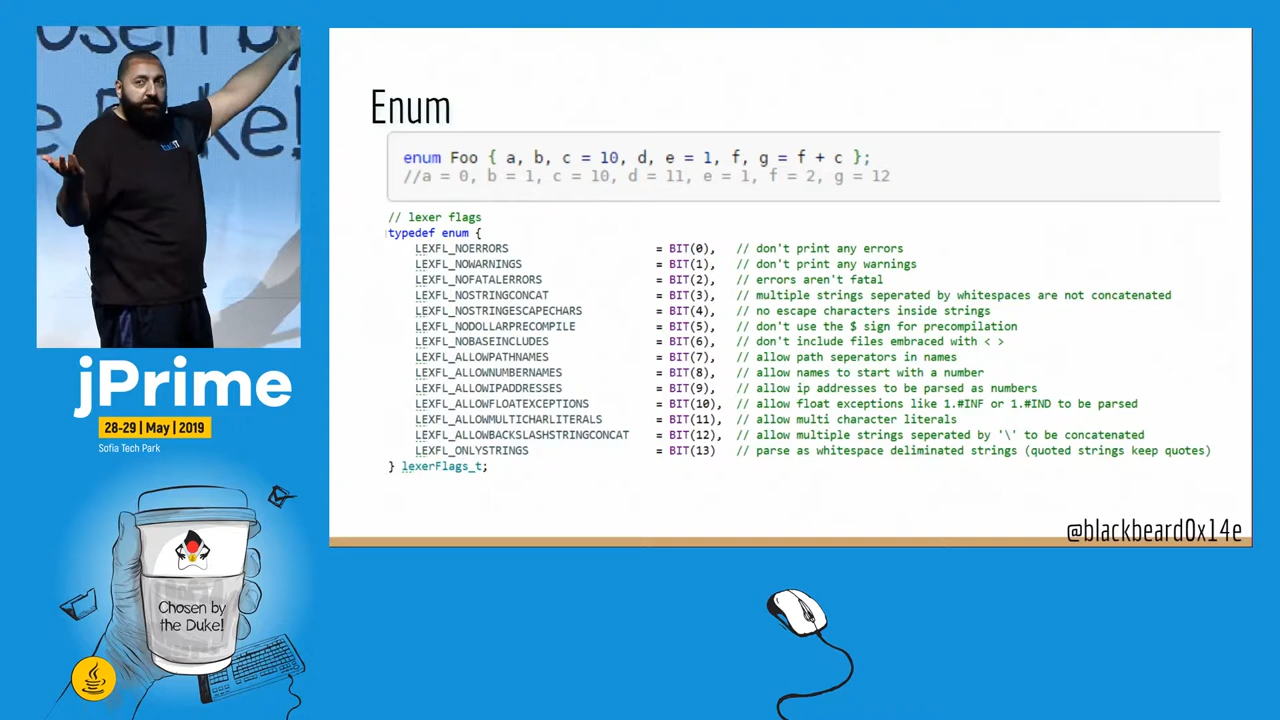 Enum
enum Foo { a, b, c = 10, d, e = 1, f, g = f + c };
//a = 0, b = 1, c = 10, d = 11, e = 1, f = 2, g = 12
// lexer flags
typedef enum {
LEXFL_NOERRORS = BIT(0), // don't print any errors
LEXFL_NOWARNINGS = BIT(1), // don't print any warnings
LEXFL_NOFATALERRORS = BIT(2), // errors aren't fatal
LEXFL_NOSTRINGCONCAT = BIT(3), // multiple strings seperated by whitespaces are not concatenated
LEXFL_NOSTRINGESCAPECHARS = BIT(4), // no escape characters inside strings
LEXFL_NODOLLARPRECOMPILE = BIT(5), // don't use the $ sign for precompilation
LEXFL_NOBASEINCLUDES = BIT(6), // don't include files embraced with < >
LEXFL_ALLOWPATHNAMES = BIT(7), // allow path seperators in names
LEXFL_ALLOWNUMBERNAMES = BIT(8), // allow names to start with a number
LEXFL_ALLOWIPADDRESSES = BIT(9), // allow ip addresses to be parsed as numbers
LEXFL_ALLOWFLOATEXCEPTIONS = BIT(10), // allow float exceptions like 1.#INF or 1.#IND to be parsed
LEXFL_ALLOWMULTICHARLITERALS = BIT(11), // allow multi character literals
LEXFL_ALLOWBACKSLASHSTRINGCONCAT = BIT(12), // allow multiple strings seperated by '\' to be concatenated
LEXFL_ONLYSTRINGS = BIT(13) // parse as whitespace deliminated strings (quoted strings keep quotes)
} lexerFlags_t;
@blackbeard0x14e
jPrime
28-29 | May | 2019
Sofia Tech Park
Chosen by
the Duke!